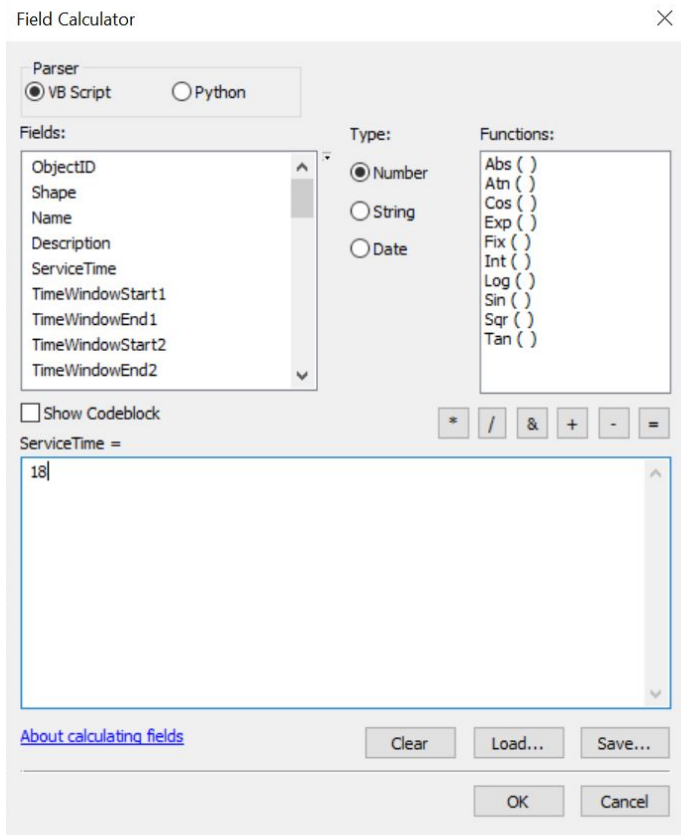 Field Calculator
Parser
VB Script Python
Fields:
ObjectID
Shape
Name
Description
ServiceTime
TimeWindowStart1
TimeWindowEnd1
TimeWindowStart2
TimeWindowEnd2
Type:
Number
String
Date
Functions:
Abs ( )
Atn ( )
Cos ( )
Exp ( )
Fix ( )
Int ( )
Log ( )
Sin ( )
Sqr ( )
Tan ( )
Show Codeblock
* / & + - =
ServiceTime =
18
About calculating fields
Clear Load... Save...
OK Cancel